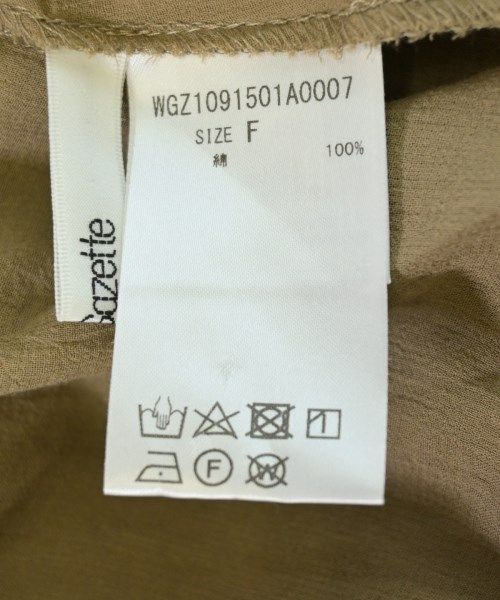 WGZ1091501A0007
SIZE F
綿 100%
Gazette
F
W